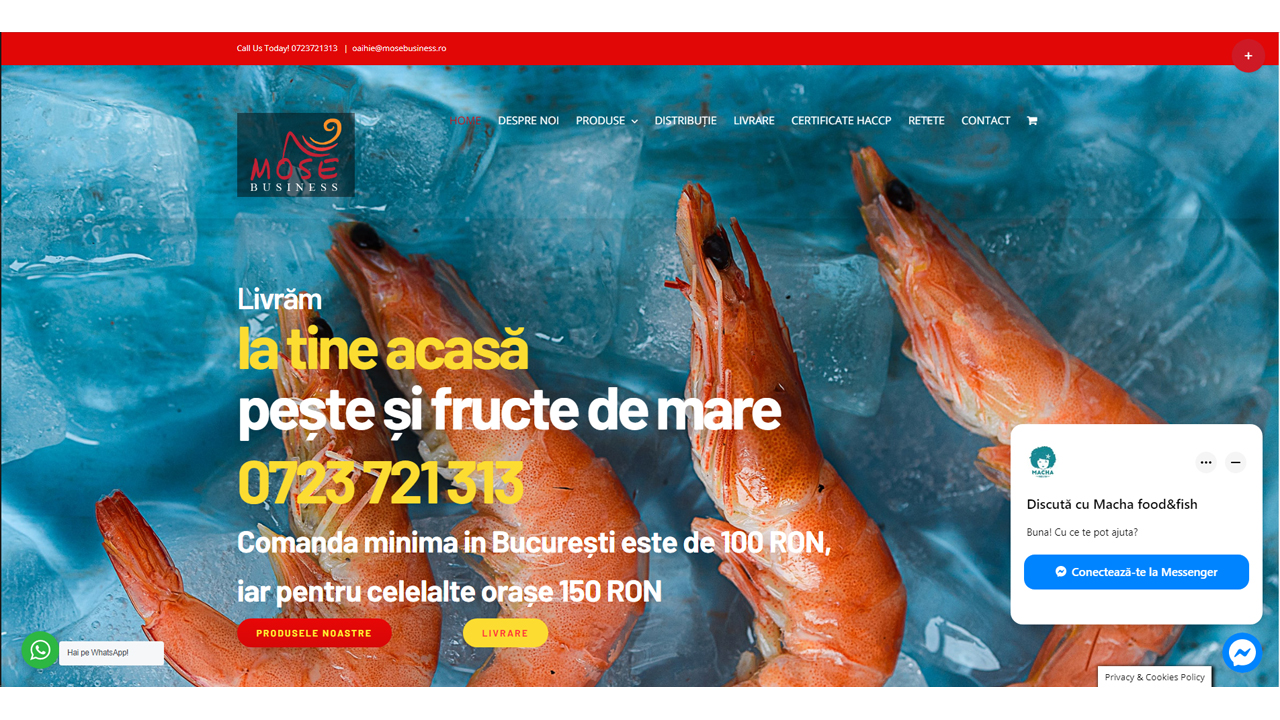 Call Us Today! 0723721313 | oaihie@mosebusiness.ro
+
HOME DESPRE NOI PRODUSE DISTRIBUȚIE LIVRARE CERTIFICATE HACCP RETETE CONTACT
MOSE
BUSINESS
Livrăm
la tine acasă
pește și fructe de mare
0723 721 313
Comanda minima in București este de 100 RON,
iar pentru celelalte orașe 150 RON
PRODUSELE NOASTRE LIVRARE
MACHA
Discută cu Macha food&fish
Buna! Cu ce te pot ajuta?
Conectează-te la Messenger
Hai pe WhatsApp!
Privacy & Cookies Policy